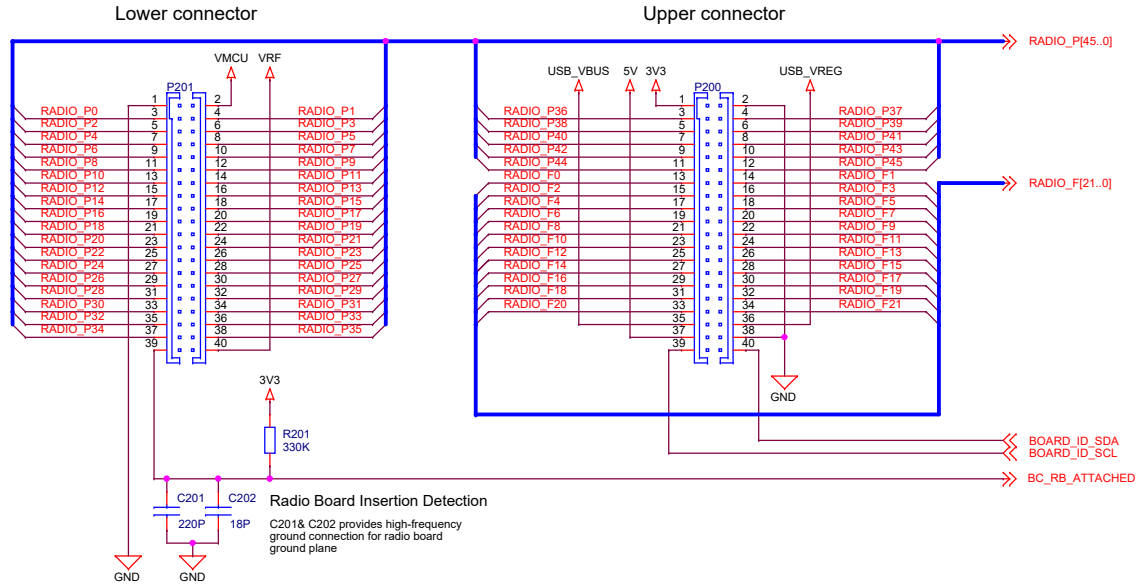 Lower connector
Upper connector
RADIO_P[45..0]
VMCU VRF
USB_VBUS 5V 3V3 USB_VREG
P201
P200
1 2
1 2
RADIO_P0 3 4 RADIO_P1
RADIO_P36 3 4 RADIO_P37
RADIO_P2 5 6 RADIO_P3
RADIO_P38 5 6 RADIO_P39
RADIO_P4 7 8 RADIO_P5
RADIO_P40 7 8 RADIO_P41
RADIO_P6 9 10 RADIO_P7
RADIO_P42 9 10 RADIO_P43
RADIO_P8 11 12 RADIO_P9
RADIO_P44 11 12 RADIO_P45
RADIO_P10 13 14 RADIO_P11
RADIO_F0 13 14 RADIO_F1
RADIO_F[21..0]
RADIO_P12 15 16 RADIO_P13
RADIO_F2 15 16 RADIO_F3
RADIO_P14 17 18 RADIO_P15
RADIO_F4 17 18 RADIO_F5
RADIO_P16 19 20 RADIO_P17
RADIO_F6 19 20 RADIO_F7
RADIO_P18 21 22 RADIO_P19
RADIO_F8 21 22 RADIO_F9
RADIO_P20 23 24 RADIO_P21
RADIO_F10 23 24 RADIO_F11
RADIO_P22 25 26 RADIO_P23
RADIO_F12 25 26 RADIO_F13
RADIO_P24 27 28 RADIO_P25
RADIO_F14 27 28 RADIO_F15
RADIO_P26 29 30 RADIO_P27
RADIO_F16 29 30 RADIO_F17
RADIO_P28 31 32 RADIO_P29
RADIO_F18 31 32 RADIO_F19
RADIO_P30 33 34 RADIO_P31
RADIO_F20 33 34 RADIO_F21
RADIO_P32 35 36 RADIO_P33
35 36
RADIO_P34 37 38 RADIO_P35
37 38
39 40
39 40
3V3
GND
R201
330K
BOARD_ID_SDA
BOARD_ID_SCL
BC_RB_ATTACHED
C201 C202
220P 18P
Radio Board Insertion Detection
C201& C202 provides high-frequency
ground connection for radio board
ground plane
GND GND